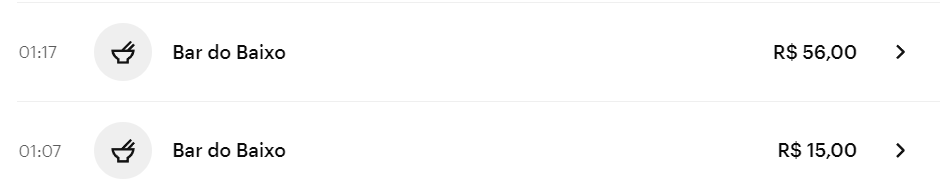 01:17 Bar do Baixo R$ 56,00
01:07 Bar do Baixo R$ 15,00